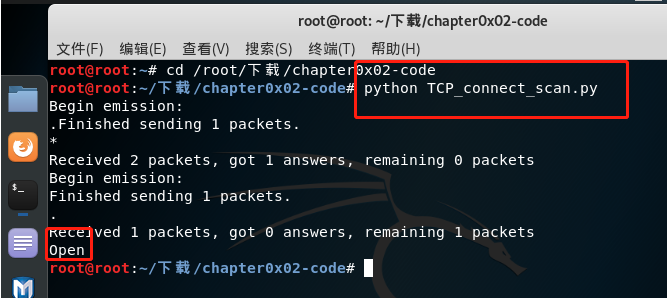 root@root: ~/下载/chapter0x02-code
文件(F) 编辑(E) 查看(V) 搜索(S) 终端(T) 帮助(H)
root@root:~# cd /root/下载/chapter0x02-code
root@root:~/下载/chapter0x02-code# python TCP_connect_scan.py
Begin emission:
.Finished sending 1 packets.
*
Received 2 packets, got 1 answers, remaining 0 packets
Begin emission:
Finished sending 1 packets.
.
Received 1 packets, got 0 answers, remaining 1 packets
Open
root@root:~/下载/chapter0x02-code#